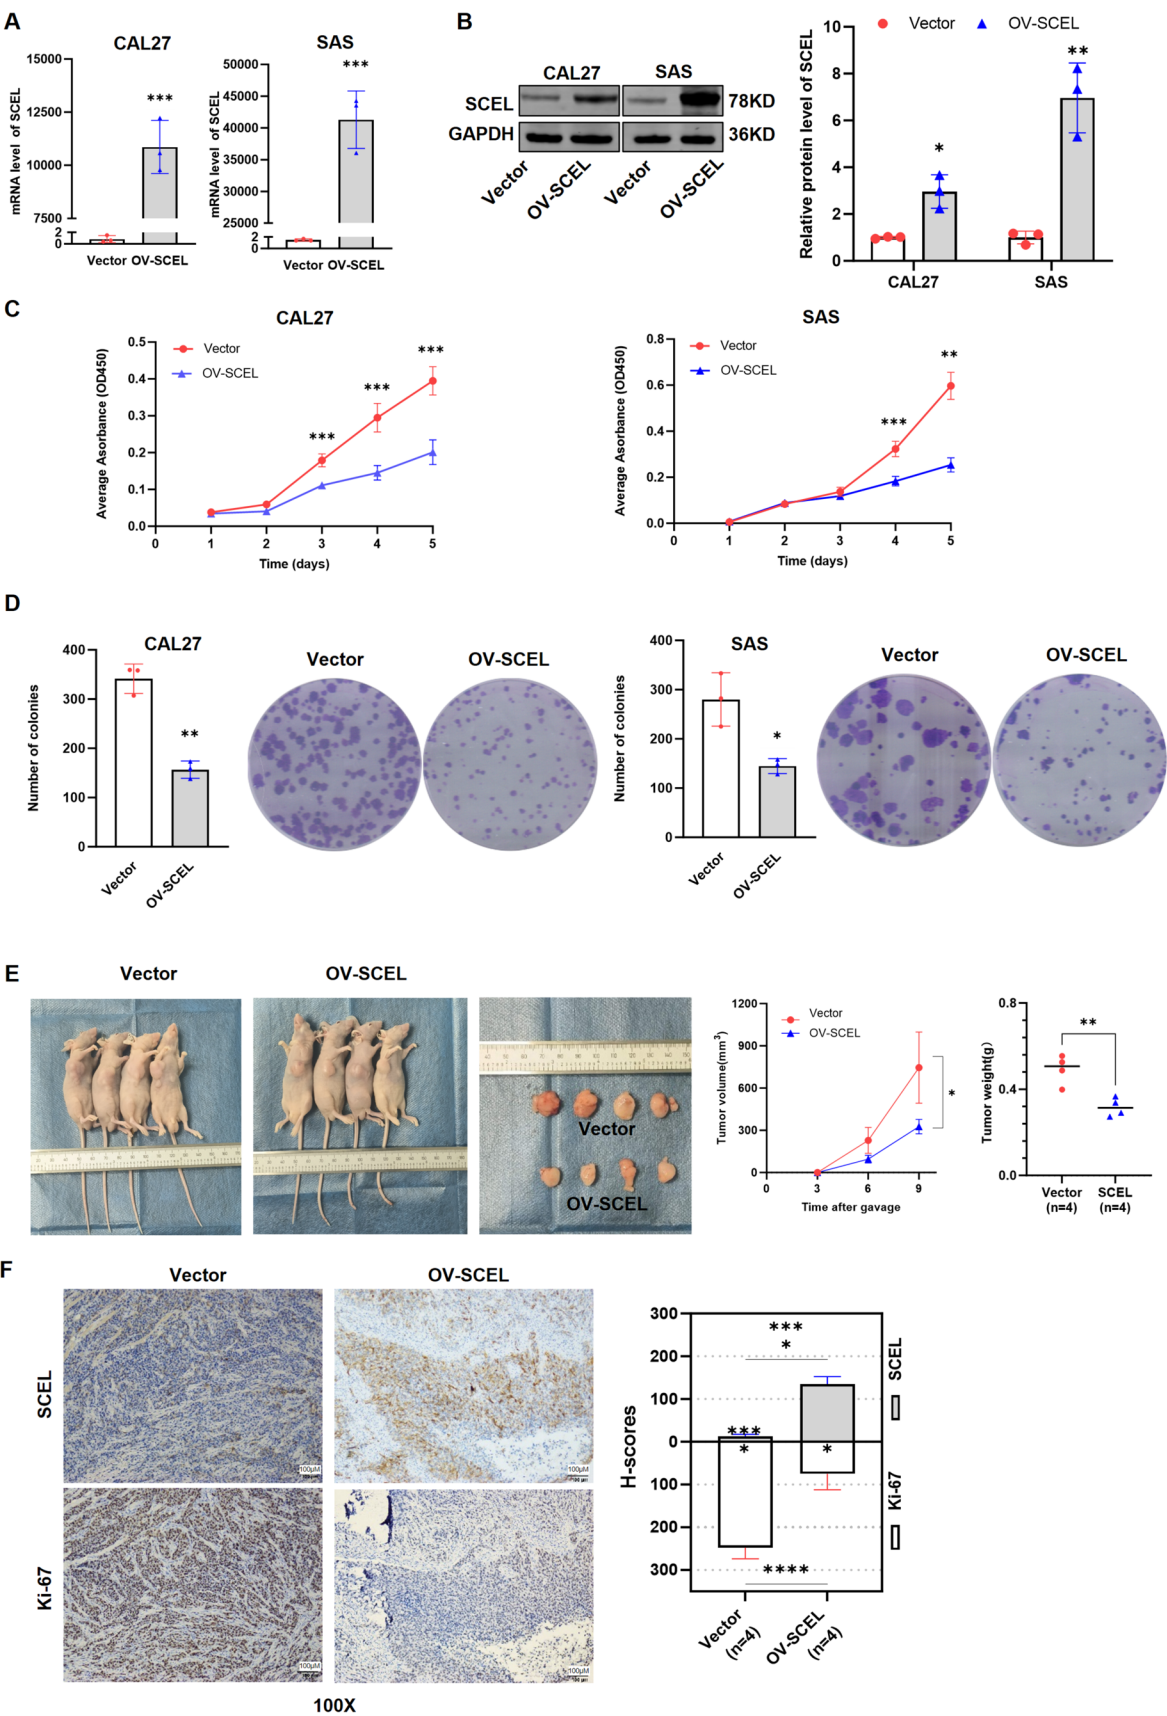 A
CAL27
mRNA level of SCEL
15000
12500
10000
7500
2
0
***
Vector OV-SCEL
SAS
mRNA level of SCEL
50000
45000
40000
35000
30000
25000
2
0
***
Vector OV-SCEL
B
CAL27 SAS
SCEL 78KD
GAPDH 36KD
Vector
OV-SCEL
Vector
OV-SCEL
Vector OV-SCEL
Relative protein level of SCEL
10
8
6
4
2
0
*
**
CAL27 SAS
C
CAL27
Average Asorbance (OD450)
0.5
0.4
0.3
0.2
0.1
0.0
Vector
OV-SCEL
***
***
***
0 1 2 3 4 5
Time (days)
SAS
Average Asorbance (OD450)
0.8
0.6
0.4
0.2
0.0
Vector
OV-SCEL
***
**
0 1 2 3 4 5
Time (days)
D
CAL27
Number of colonies
400
300
200
100
0
**
Vector
OV-SCEL
Vector OV-SCEL
SAS
Number of colonies
400
300
200
100
0
*
Vector
OV-SCEL
Vector OV-SCEL
E
Vector OV-SCEL
Vector
OV-SCEL
Tumor volume(mm³)
1200
900
600
300
0
Vector
OV-SCEL
*
0 3 6 9
Time after gavage
Tumor weight(g)
0.8
0.4
0.0
**
Vector SCEL
(n=4) (n=4)
F
Vector OV-SCEL
SCEL
100μM
100μM
Ki-67
100μM
100μM
100X
H-scores
300
200
100
0
100
200
300
***
*
***
*
*
****
SCEL
Ki-67
Vector
(n=4)
OV-SCEL
(n=4)